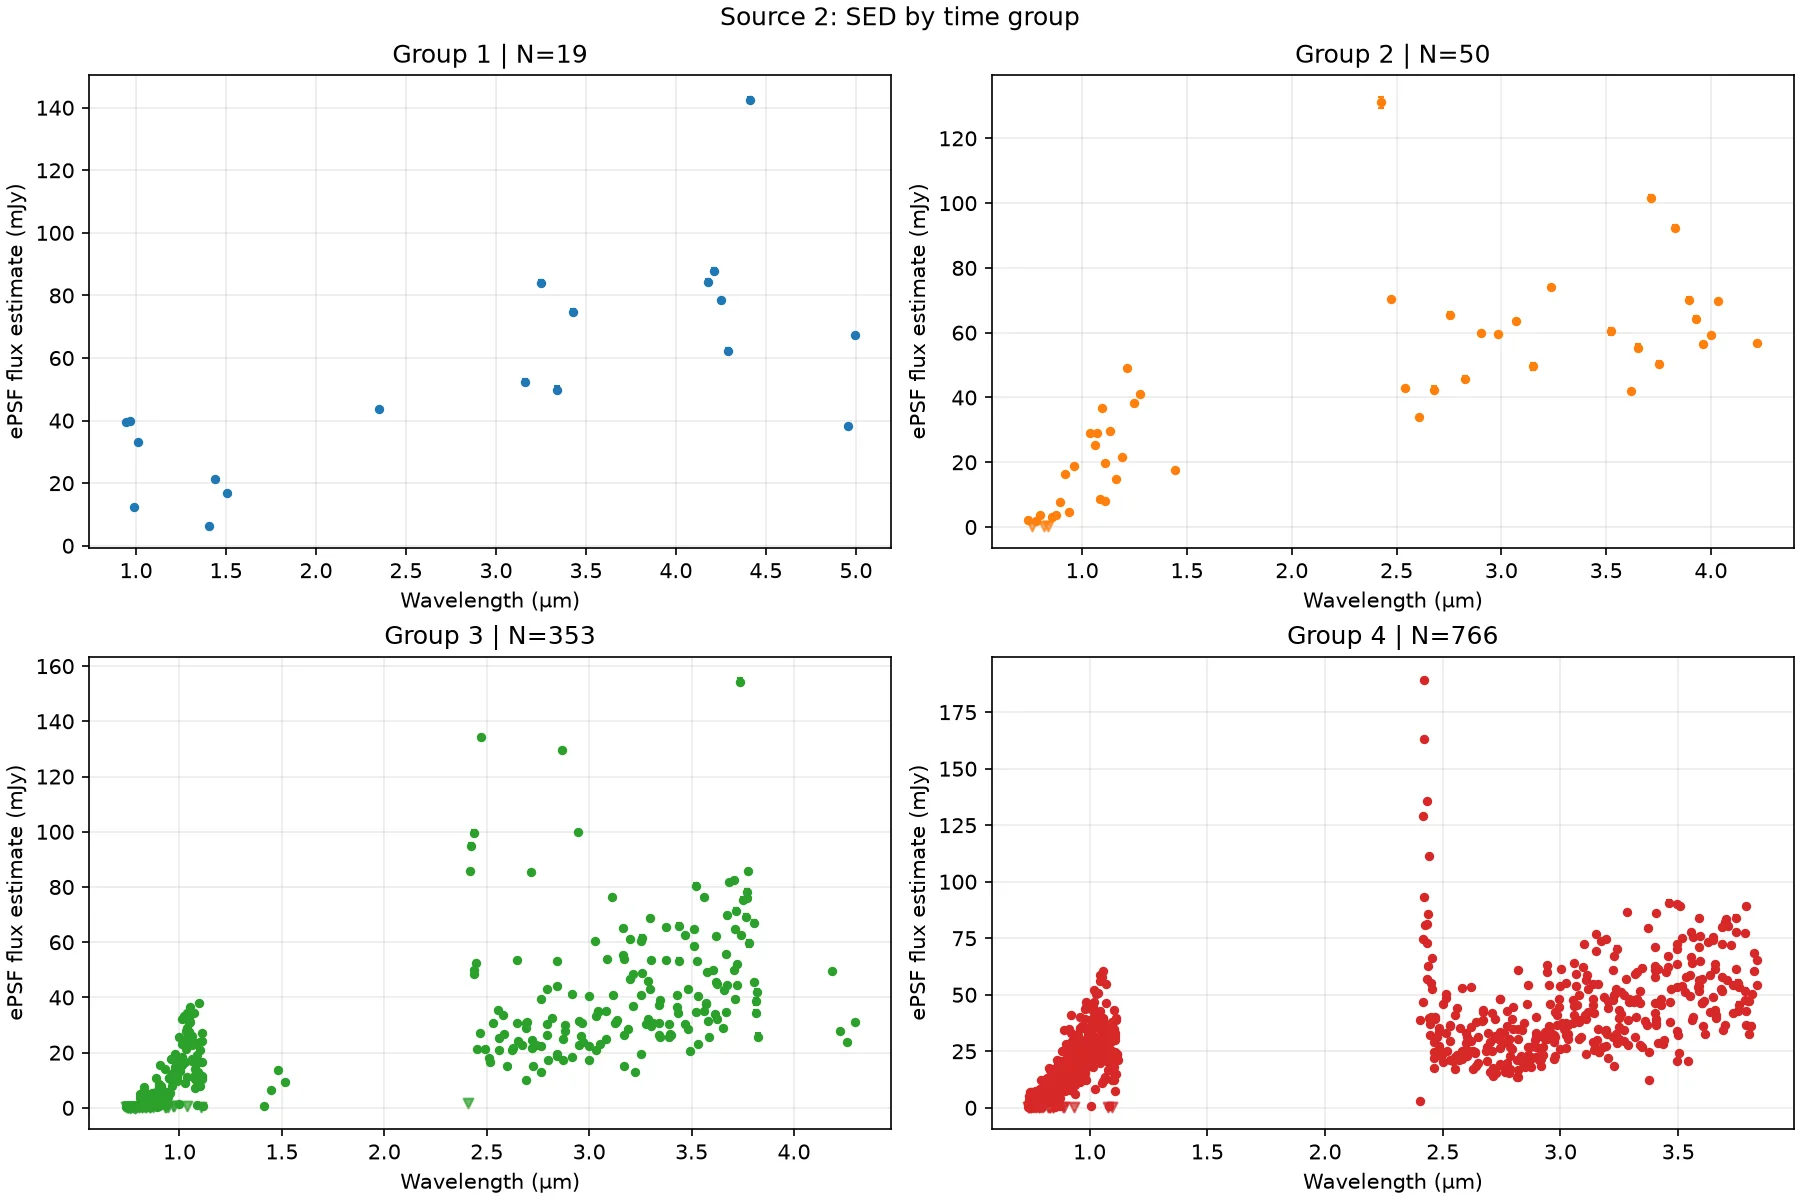 Source 2: SED by time group
Group 1 | N=19
140
120
100
80
60
40
20
0
ePSF flux estimate (mJy)
1.0 1.5 2.0 2.5 3.0 3.5 4.0 4.5 5.0
Wavelength (µm)
Group 2 | N=50
120
100
80
60
40
20
0
ePSF flux estimate (mJy)
1.0 1.5 2.0 2.5 3.0 3.5 4.0
Wavelength (µm)
Group 3 | N=353
160
140
120
100
80
60
40
20
0
ePSF flux estimate (mJy)
1.0 1.5 2.0 2.5 3.0 3.5 4.0
Wavelength (µm)
Group 4 | N=766
175
150
125
100
75
50
25
0
ePSF flux estimate (mJy)
1.0 1.5 2.0 2.5 3.0 3.5
Wavelength (µm)